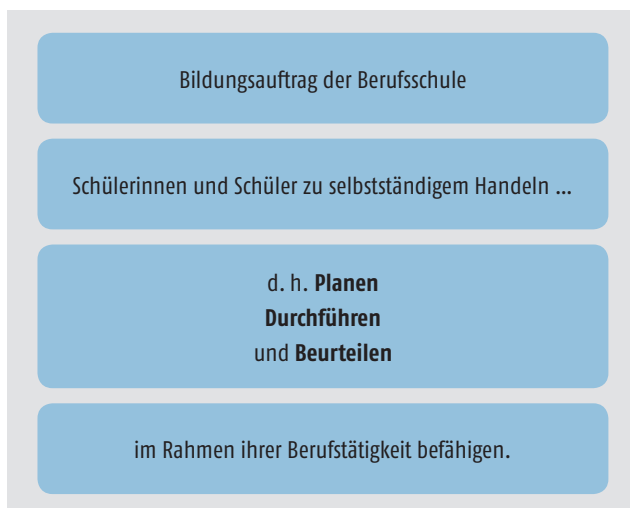 Bildungsauftrag der Berufsschule
Schülerinnen und Schüler zu selbstständigem Handeln ...
d. h. Planen
Durchführen
und Beurteilen
im Rahmen ihrer Berufstätigkeit befähigen.